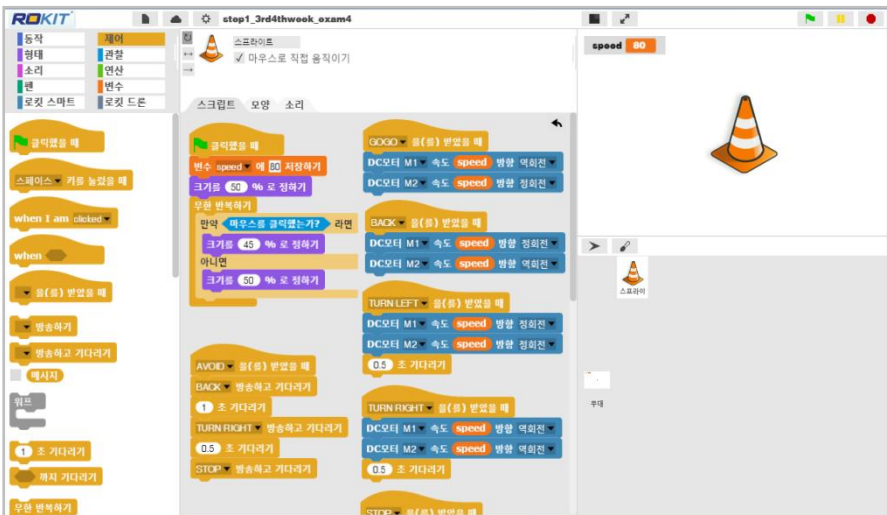 ROKIT
step1_3rd4thweek_exam4
동작
제어
형태
관찰
소리
연산
펜
변수
로킷 스마트
로킷 드론
클릭했을 때
스페이스 키를 눌렀을 때
when I am clicked
when
을(를) 받았을 때
방송하기
방송하고 기다리기
메시지
워프
1 초 기다리기
까지 기다리기
무한 반복하기
스프라이트
마우스로 직접 움직이기
스크립트 모양 소리
클릭했을 때
변수 speed 에 80 저장하기
크기를 50 % 로 정하기
무한 반복하기
만약 마우스를 클릭했는가? 라면
크기를 45 % 로 정하기
아니면
크기를 50 % 로 정하기
AVOID 을(를) 받았을 때
BACK 방송하고 기다리기
1 초 기다리기
TURN RIGHT 방송하고 기다리기
0.5 초 기다리기
STOP 방송하고 기다리기
GOGO 을(를) 받았을 때
DC모터 M1 속도 speed 방향 역회전
DC모터 M2 속도 speed 방향 정회전
BACK 을(를) 받았을 때
DC모터 M1 속도 speed 방향 정회전
DC모터 M2 속도 speed 방향 역회전
TURN LEFT 을(를) 받았을 때
DC모터 M1 속도 speed 방향 정회전
DC모터 M2 속도 speed 방향 정회전
0.5 초 기다리기
TURN RIGHT 을(를) 받았을 때
DC모터 M1 속도 speed 방향 역회전
DC모터 M2 속도 speed 방향 역회전
0.5 초 기다리기
STOP 을(를) 받았을 때
speed 80
스프라이
무대